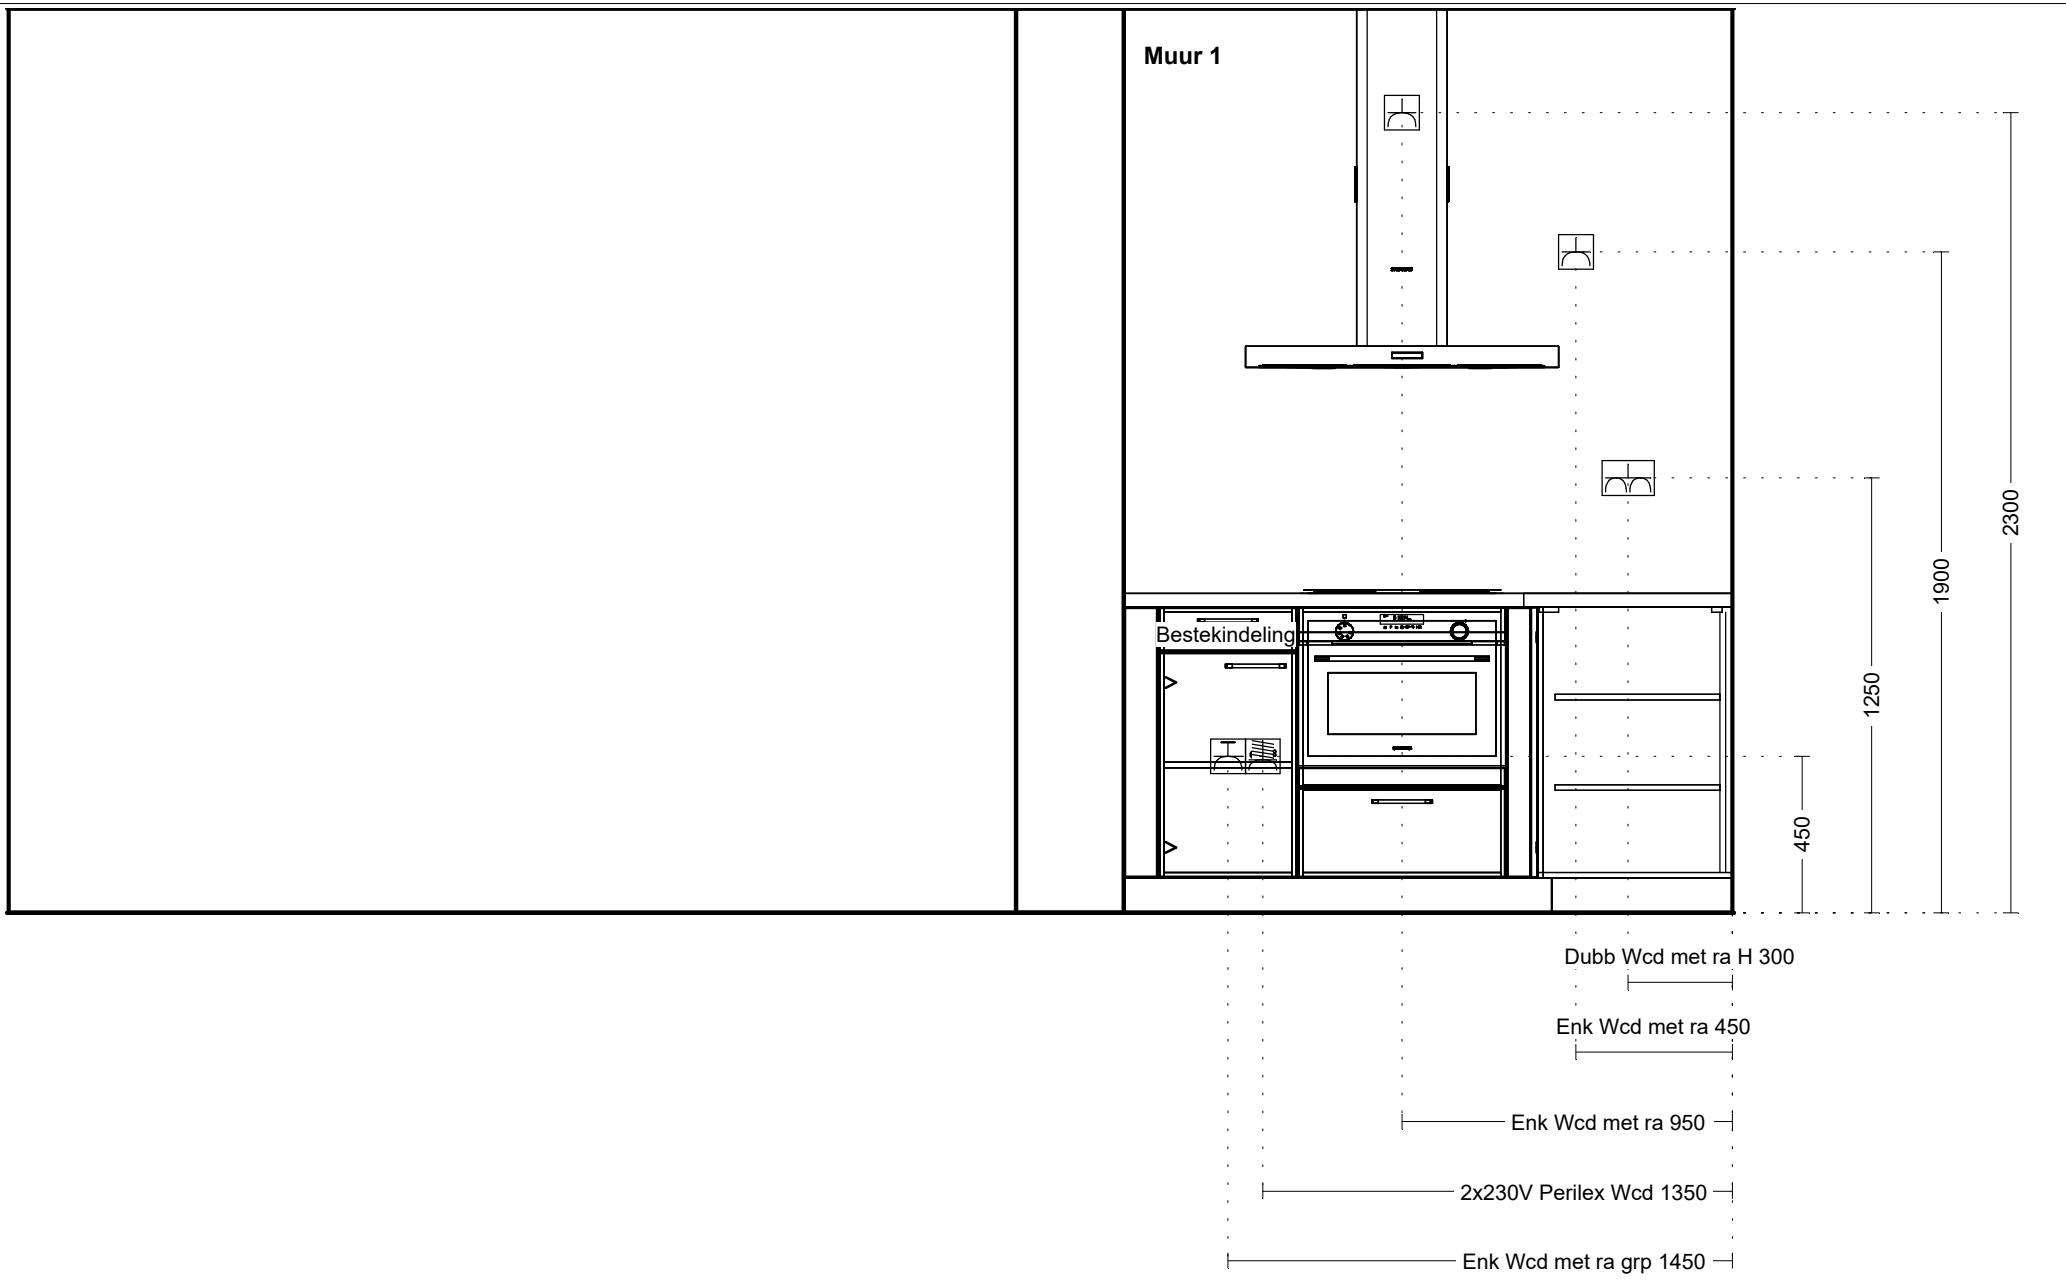 Muur 1
2300
1900
1250
Bestekindeling
450
Dubb Wcd met ra H 300
Enk Wcd met ra 450
Enk Wcd met ra 950
2x230V Perilex Wcd 1350
Enk Wcd met ra grp 1450